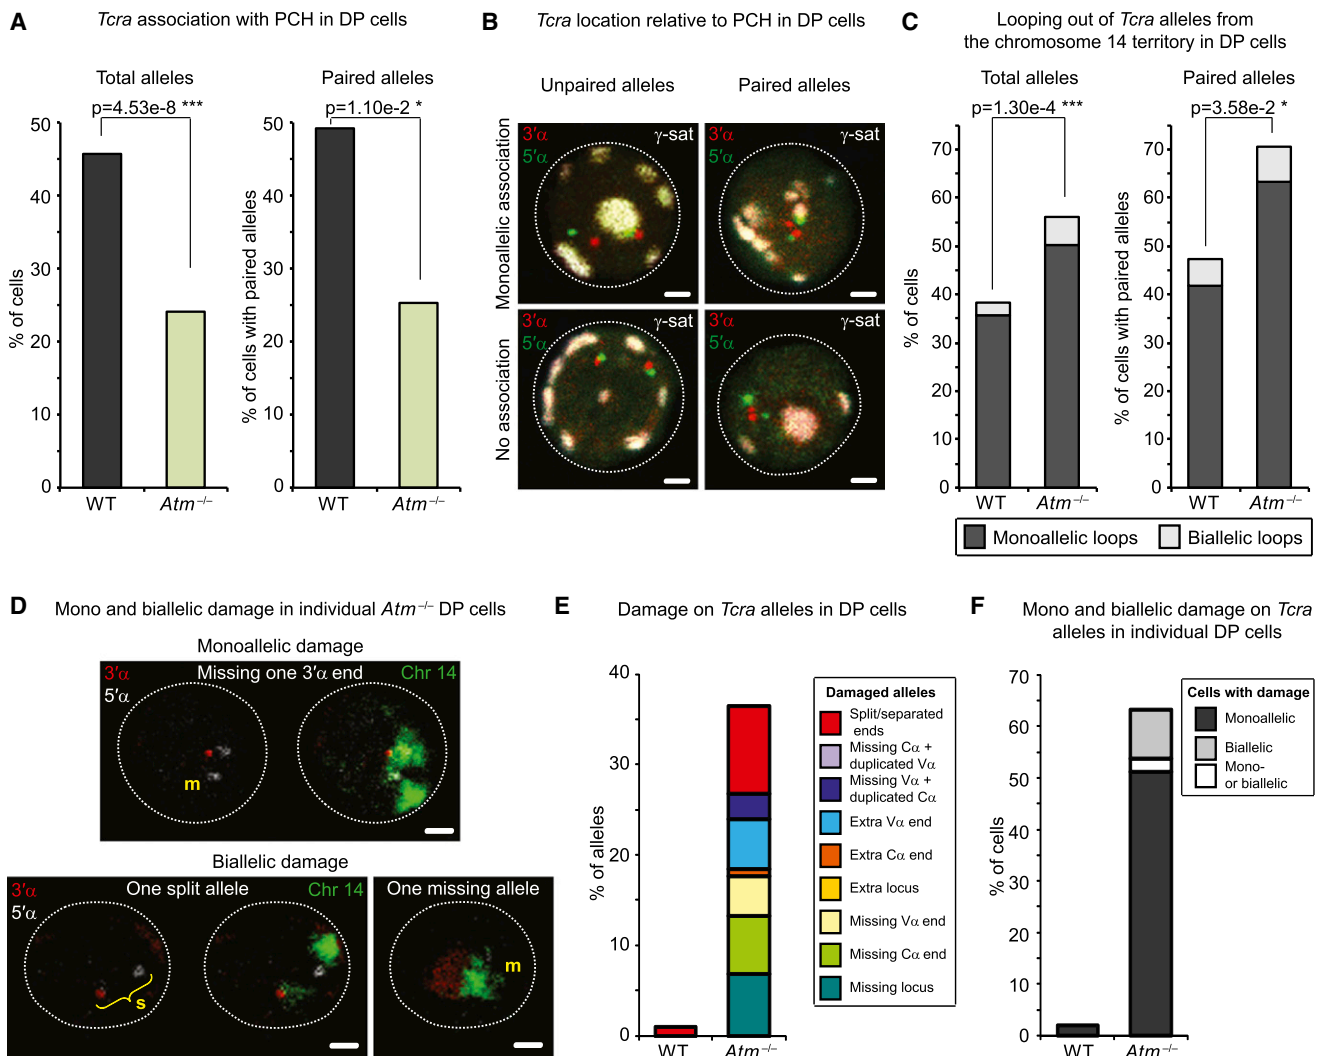 A
Tcra association with PCH in DP cells
Total alleles
Paired alleles
p=4.53e-8 ***
p=1.10e-2 *
% of cells
50
40
30
20
10
0
WT
Atm–/–
% of cells with paired alleles
50
40
30
20
10
0
WT
Atm–/–
B
Tcra location relative to PCH in DP cells
Unpaired alleles
Paired alleles
Monoallelic association
3′α
5′α
γ-sat
3′α
5′α
γ-sat
No association
3′α
5′α
γ-sat
3′α
5′α
γ-sat
C
Looping out of Tcra alleles from
the chromosome 14 territory in DP cells
Total alleles
Paired alleles
p=1.30e-4 ***
p=3.58e-2 *
% of cells
70
60
50
40
30
20
10
0
WT
Atm–/–
% of cells with paired alleles
70
60
50
40
30
20
10
0
WT
Atm–/–
Monoallelic loops
Biallelic loops
D
Mono and biallelic damage in individual Atm–/– DP cells
Monoallelic damage
3′α
5′α
Missing one 3′α end
Chr 14
m
Biallelic damage
3′α
5′α
One split allele
Chr 14
s
One missing allele
m
E
Damage on Tcra alleles in DP cells
% of alleles
40
30
20
10
0
WT
Atm–/–
Damaged alleles
Split/separated
ends
Missing Cα +
duplicated Vα
Missing Vα +
duplicated Cα
Extra Vα end
Extra Cα end
Extra locus
Missing Vα end
Missing Cα end
Missing locus
F
Mono and biallelic damage on Tcra
alleles in individual DP cells
% of cells
70
60
50
40
30
20
10
0
WT
Atm–/–
Cells with damage
Monoallelic
Biallelic
Mono-
or biallelic